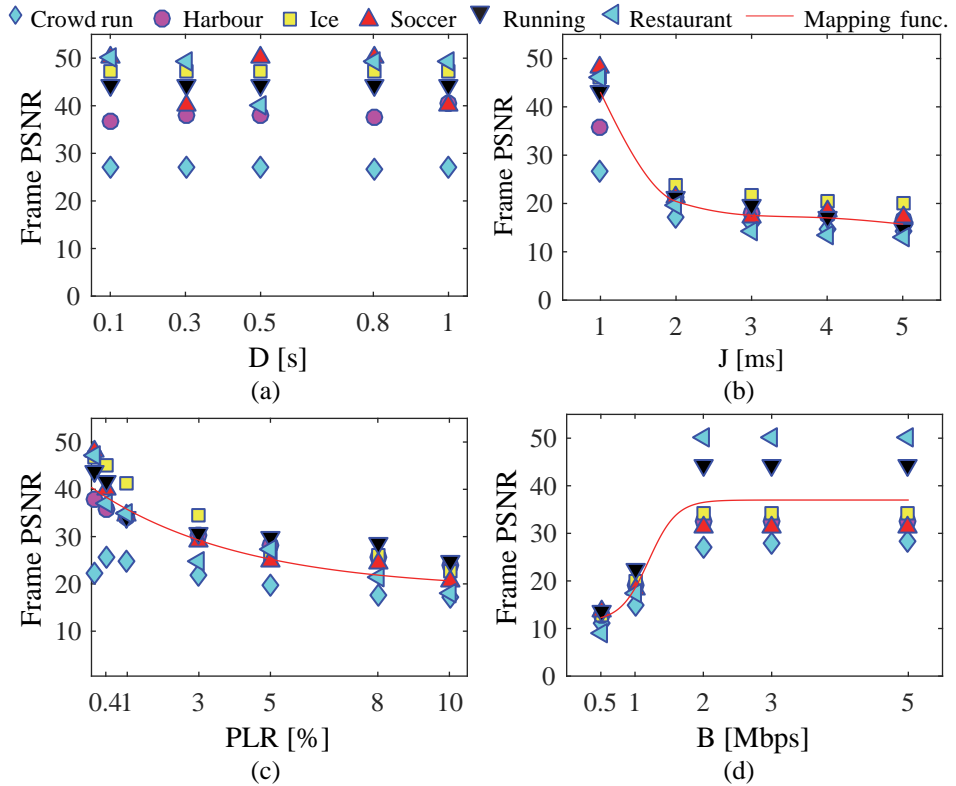 Crowd run Harbour Ice Soccer Running Restaurant Mapping func.
50
40
30
20
10
0
Frame PSNR
0.1 0.3 0.5 0.8 1
D [s]
(a)
50
40
30
20
10
0
Frame PSNR
1 2 3 4 5
J [ms]
(b)
50
40
30
20
10
Frame PSNR
0.41 3 5 8 10
PLR [%]
(c)
50
40
30
20
10
0
Frame PSNR
0.5 1 2 3 5
B [Mbps]
(d)